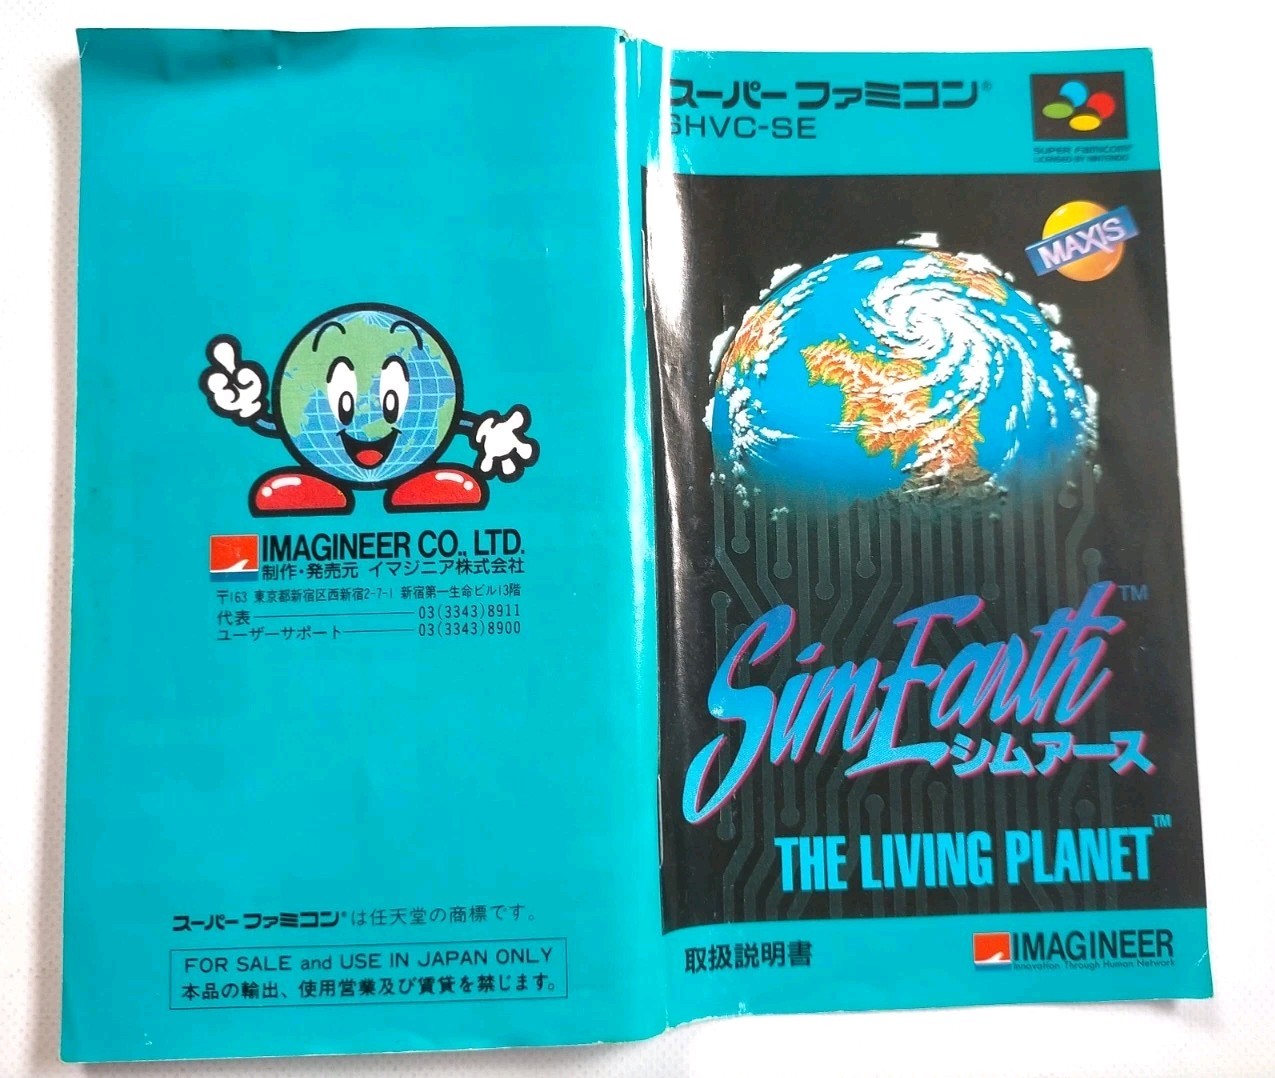 IMAGINEER CO., LTD.
制作・発売元 イマジニア株式会社
〒163 東京都新宿区西新宿2-7-1 新宿第一生命ビル13階
代表 03(3343)8911
ユーザーサポート 03(3343)8900
スーパーファミコン®は任天堂の商標です。
FOR SALE and USE IN JAPAN ONLY
本品の輸出、使用営業及び賃貸を禁じます。
スーパーファミコン®
SHVC-SE
SUPER FAMICOM™
LICENSED BY NINTENDO
MAXIS
SimEarth™
シムアース
THE LIVING PLANET™
取扱説明書
IMAGINEER
Innovation Through Human Network